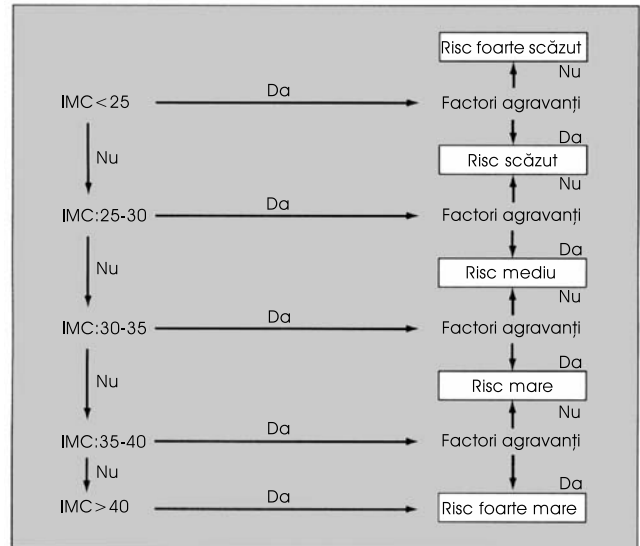 Risc foarte scăzut
Nu
IMC<25
Da
Factori agravanți
Nu
Da
Risc scăzut
Nu
IMC:25-30
Da
Factori agravanți
Nu
Da
Risc mediu
Nu
IMC:30-35
Da
Factori agravanți
Nu
Da
Risc mare
Nu
IMC:35-40
Da
Factori agravanți
Nu
Da
IMC>40
Da
Risc foarte mare